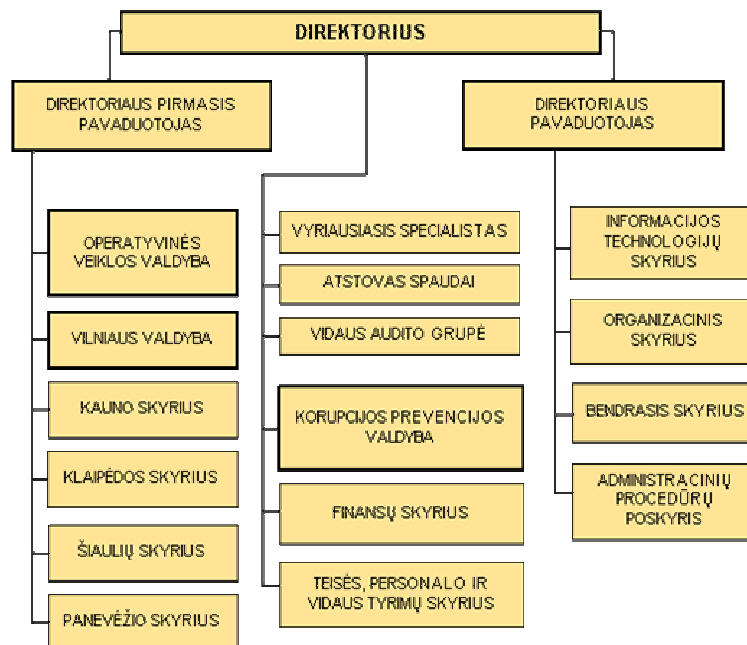 DIREKTORIUS
DIREKTORIAUS PIRMASIS
PAVADUOTOJAS
DIREKTORIAUS
PAVADUOTOJAS
OPERATYVINĖS
VEIKLOS VALDYBA
VILNIAUS VALDYBA
KAUNO SKYRIUS
KLAIPĖDOS SKYRIUS
ŠIAULIŲ SKYRIUS
PANEVĖŽIO SKYRIUS
VYRIAUSIASIS SPECIALISTAS
ATSTOVAS SPAUDAI
VIDAUS AUDITO GRUPĖ
KORUPCIJOS PREVENCIJOS
VALDYBA
FINANSŲ SKYRIUS
TEISĖS, PERSONALO IR
VIDAUS TYRIMŲ SKYRIUS
INFORMACIJOS
TECHNOLOGIJŲ
SKYRIUS
ORGANIZACINIS
SKYRIUS
BENDRASIS SKYRIUS
ADMINISTRACINIŲ
PROCEDŪRŲ
POSKYRIS